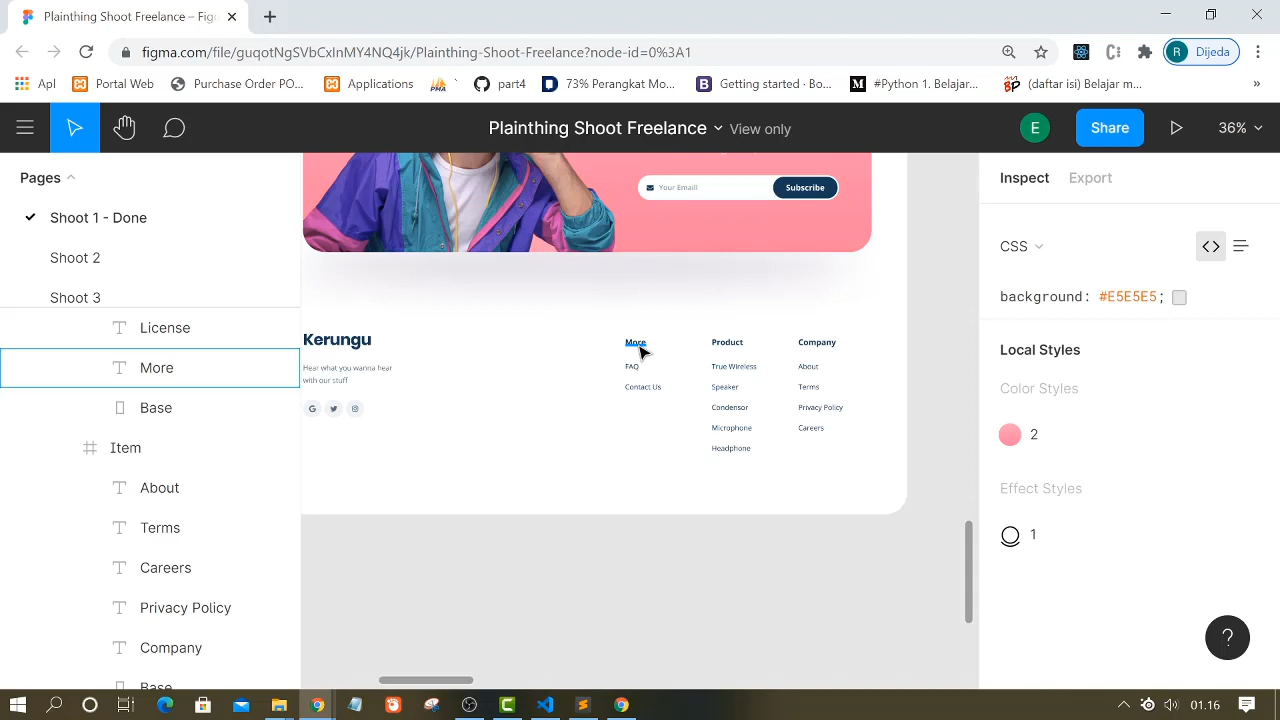 Plainthing Shoot Freelance – Fig
figma.com/file/guqotNgSVbCxInMY4NQ4jk/Plainthing-Shoot-Freelance?node-id=0%3A1
R Dijeda
Apl
Portal Web
Purchase Order PO...
Applications
PMA
part4
73% Perangkat Mo...
Getting started · Bo...
#Python 1. Belajar...
(daftar isi) Belajar m...
»
Plainthing Shoot Freelance
View only
E
Share
36%
Pages
Shoot 1 - Done
Shoot 2
Shoot 3
License
More
Base
Item
About
Terms
Careers
Privacy Policy
Company
Base
Your Emaill
Subscribe
Kerungu
Hear what you wanna hear
with our stuff
More
FAQ
Contact Us
Product
True Wireless
Speaker
Condensor
Microphone
Headphone
Company
About
Terms
Privacy Policy
Careers
Inspect
Export
CSS
background: #E5E5E5;
Local Styles
Color Styles
2
Effect Styles
1
?
01.16